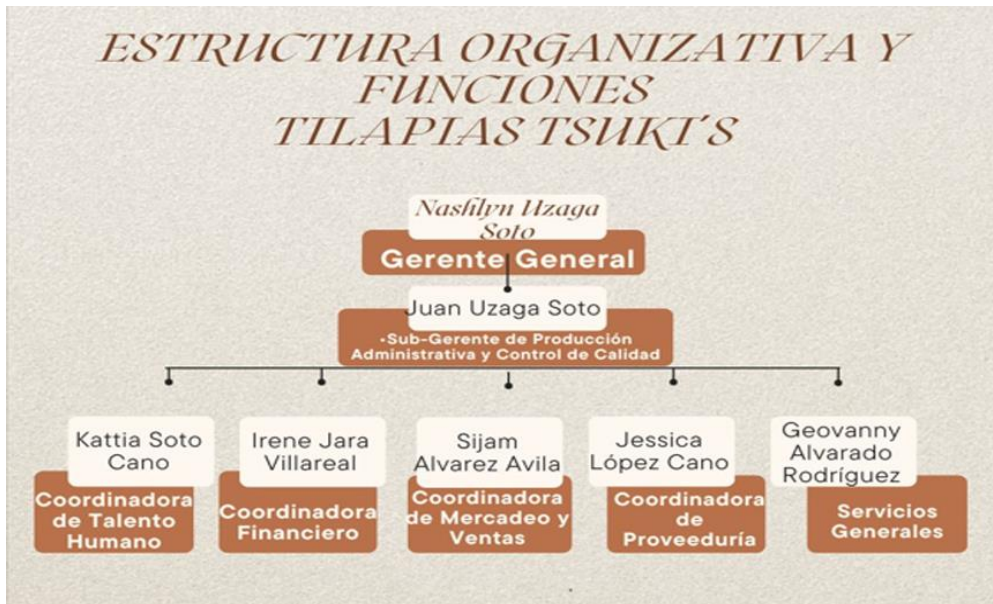 ESTRUCTURA ORGANIZATIVA Y
FUNCIONES
TILAPIAS TSUKI´S
Nashlyn Uzaga
Soto
Gerente General
Juan Uzaga Soto
•Sub-Gerente de Producción
Administrativa y Control de Calidad
Kattia Soto
Cano
Coordinadora
de Talento
Humano
Irene Jara
Villareal
Coordinadora
Financiero
Sijam
Alvarez Avila
Coordinadora
de Mercadeo y
Ventas
Jessica
López Cano
Coordinadora
de
Proveeduría
Geovanny
Alvarado
Rodríguez
Servicios
Generales